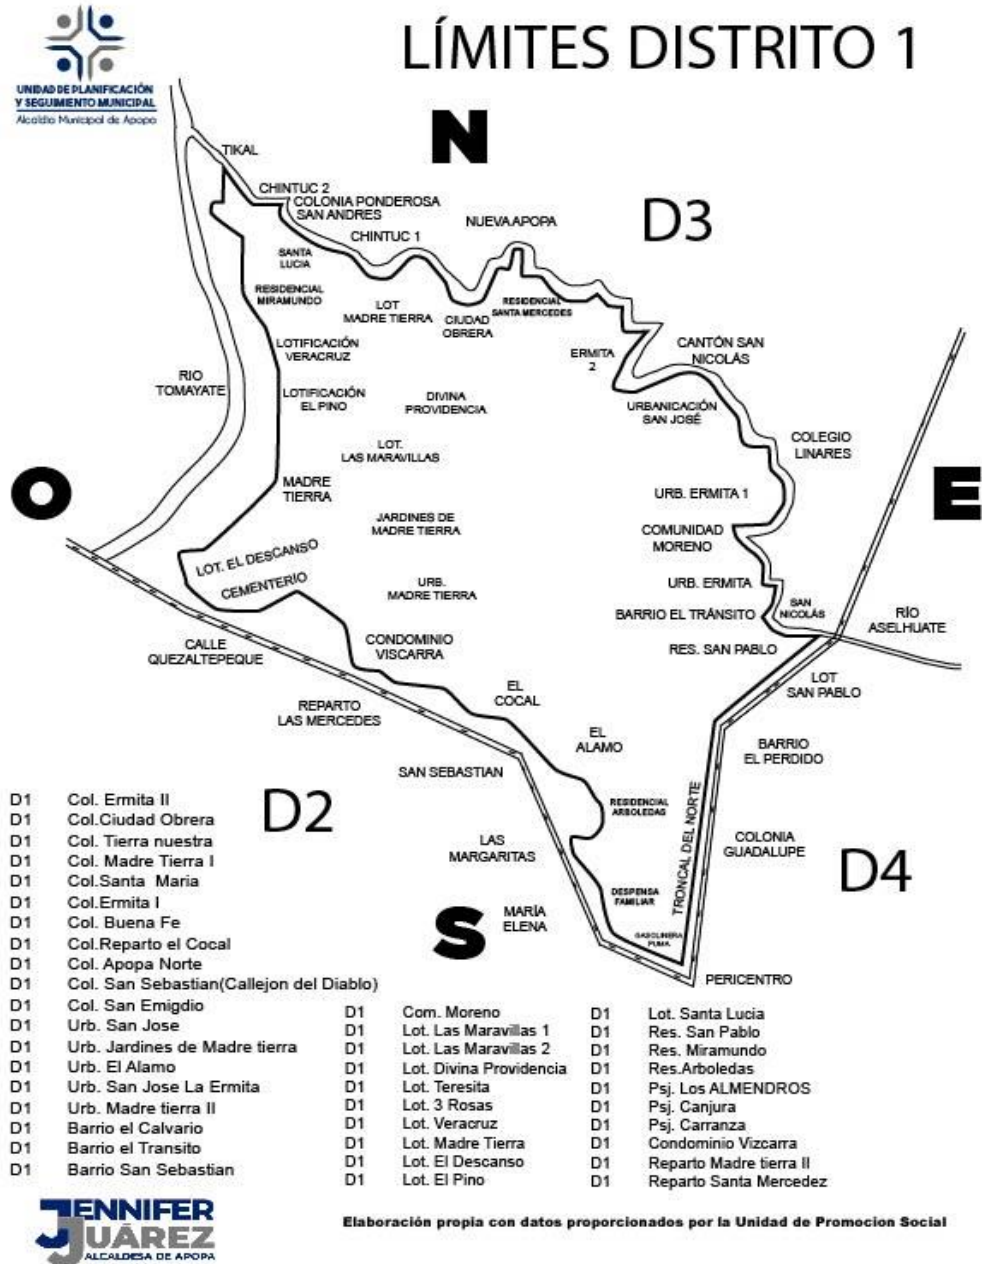 UNIDAD DE PLANIFICACIÓN
Y SEGUIMIENTO MUNICIPAL
Alcaldía Municipal de Apopa
LÍMITES DISTRITO 1
N
TIKAL
CHINTUC 2
COLONIA PONDEROSA
SAN ANDRES
CHINTUC 1
NUEVA APOPA
D3
SANTA
LUCIA
RESIDENCIAL
MIRAMUNDO
LOT
MADRE TIERRA
CIUDAD
OBRERA
RESIDENCIAL
SANTA MERCEDES
LOTIFICACIÓN
VERACRUZ
ERMITA
2
CANTÓN SAN
NICOLÁS
RIO
TOMAYATE
LOTIFICACIÓN
EL PINO
DIVINA
PROVIDENCIA
URBANICACIÓN
SAN JOSÉ
COLEGIO
LINARES
LOT.
LAS MARAVILLAS
O
MADRE
TIERRA
URB. ERMITA 1
E
JARDINES DE
MADRE TIERRA
COMUNIDAD
MORENO
LOT. EL DESCANSO
CEMENTERIO
URB.
MADRE TIERRA
URB. ERMITA
BARRIO EL TRÁNSITO
SAN
NICOLÁS
RÍO
ASELHUATE
CALLE
QUEZALTEPEQUE
CONDOMINIO
VISCARRA
RES. SAN PABLO
LOT
SAN PABLO
EL
COCAL
REPARTO
LAS MERCEDES
EL
ALAMO
BARRIO
EL PERDIDO
SAN SEBASTIAN
D2
RESIDENCIAL
ARBOLEDAS
TRONCAL DEL NORTE
LAS
MARGARITAS
COLONIA
GUADALUPE
D4
DESPENSA
FAMILIAR
S
MARÍA
ELENA
GASOLINERA
PUMA
PERICENTRO
D1 Col. Ermita II
D1 Col.Ciudad Obrera
D1 Col. Tierra nuestra
D1 Col. Madre Tierra I
D1 Col.Santa Maria
D1 Col.Ermita I
D1 Col. Buena Fe
D1 Col.Reparto el Cocal
D1 Col. Apopa Norte
D1 Col. San Sebastian(Callejon del Diablo)
D1 Col. San Emigdio
D1 Urb. San Jose
D1 Urb. Jardines de Madre tierra
D1 Urb. El Alamo
D1 Urb. San Jose La Ermita
D1 Urb. Madre tierra II
D1 Barrio el Calvario
D1 Barrio el Transito
D1 Barrio San Sebastian
D1 Com. Moreno
D1 Lot. Las Maravillas 1
D1 Lot. Las Maravillas 2
D1 Lot. Divina Providencia
D1 Lot. Teresita
D1 Lot. 3 Rosas
D1 Lot. Veracruz
D1 Lot. Madre Tierra
D1 Lot. El Descanso
D1 Lot. El Pino
D1 Lot. Santa Lucia
D1 Res. San Pablo
D1 Res. Miramundo
D1 Res.Arboledas
D1 Psj. Los ALMENDROS
D1 Psj. Canjura
D1 Psj. Carranza
D1 Condominio Vizcarra
D1 Reparto Madre tierra II
D1 Reparto Santa Mercedez
JENNIFER
JUÁREZ
ALCALDESA DE APOPA
Elaboración propia con datos proporcionados por la Unidad de Promocion Social